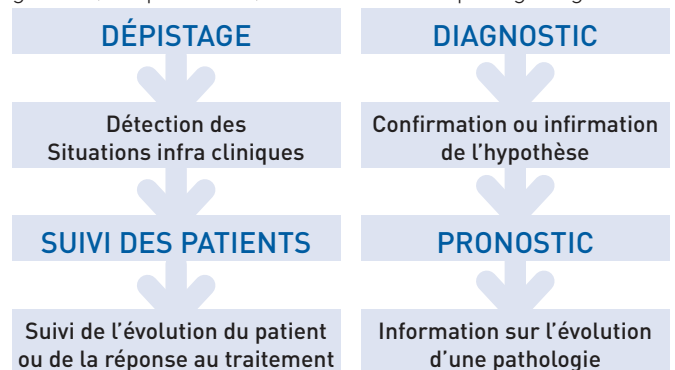 DÉPISTAGE
Détection des
Situations infra cliniques
SUIVI DES PATIENTS
Suivi de l'évolution du patient
ou de la réponse au traitement
DIAGNOSTIC
Confirmation ou infirmation
de l'hypothèse
PRONOSTIC
Information sur l'évolution
d'une pathologie